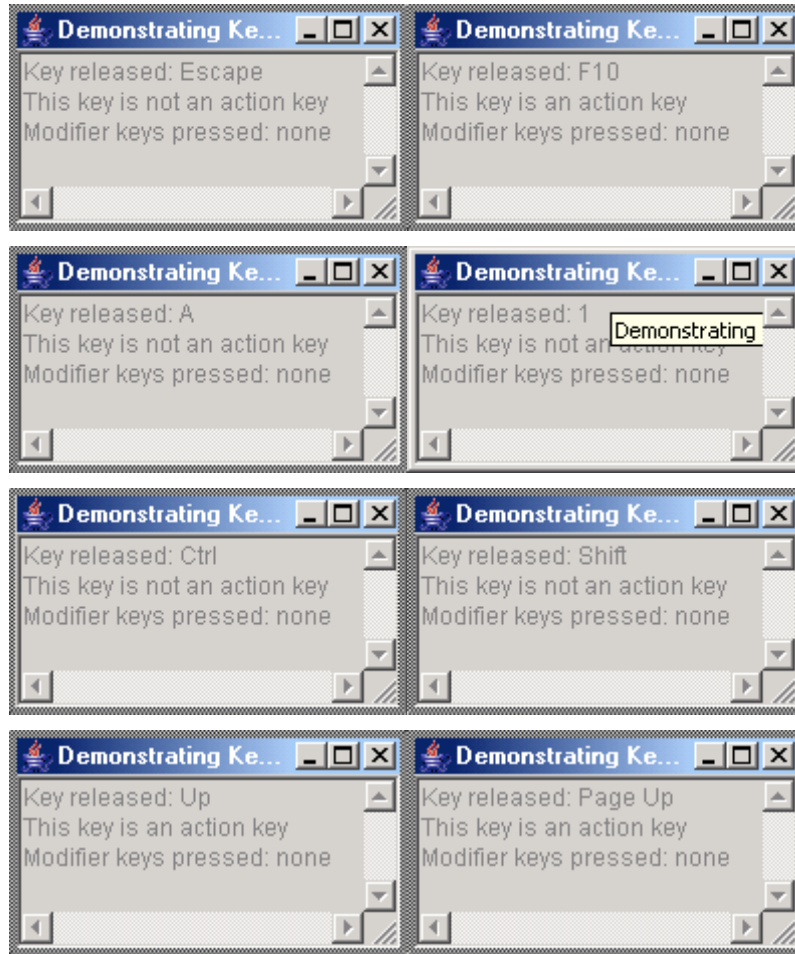 Demonstrating Ke...
Key released: Escape
This key is not an action key
Modifier keys pressed: none
Demonstrating Ke...
Key released: F10
This key is an action key
Modifier keys pressed: none
Demonstrating Ke...
Key released: A
This key is not an action key
Modifier keys pressed: none
Demonstrating Ke...
Key released: 1
Demonstrating
This key is not an action key
Modifier keys pressed: none
Demonstrating Ke...
Key released: Ctrl
This key is not an action key
Modifier keys pressed: none
Demonstrating Ke...
Key released: Shift
This key is not an action key
Modifier keys pressed: none
Demonstrating Ke...
Key released: Up
This key is an action key
Modifier keys pressed: none
Demonstrating Ke...
Key released: Page Up
This key is an action key
Modifier keys pressed: none